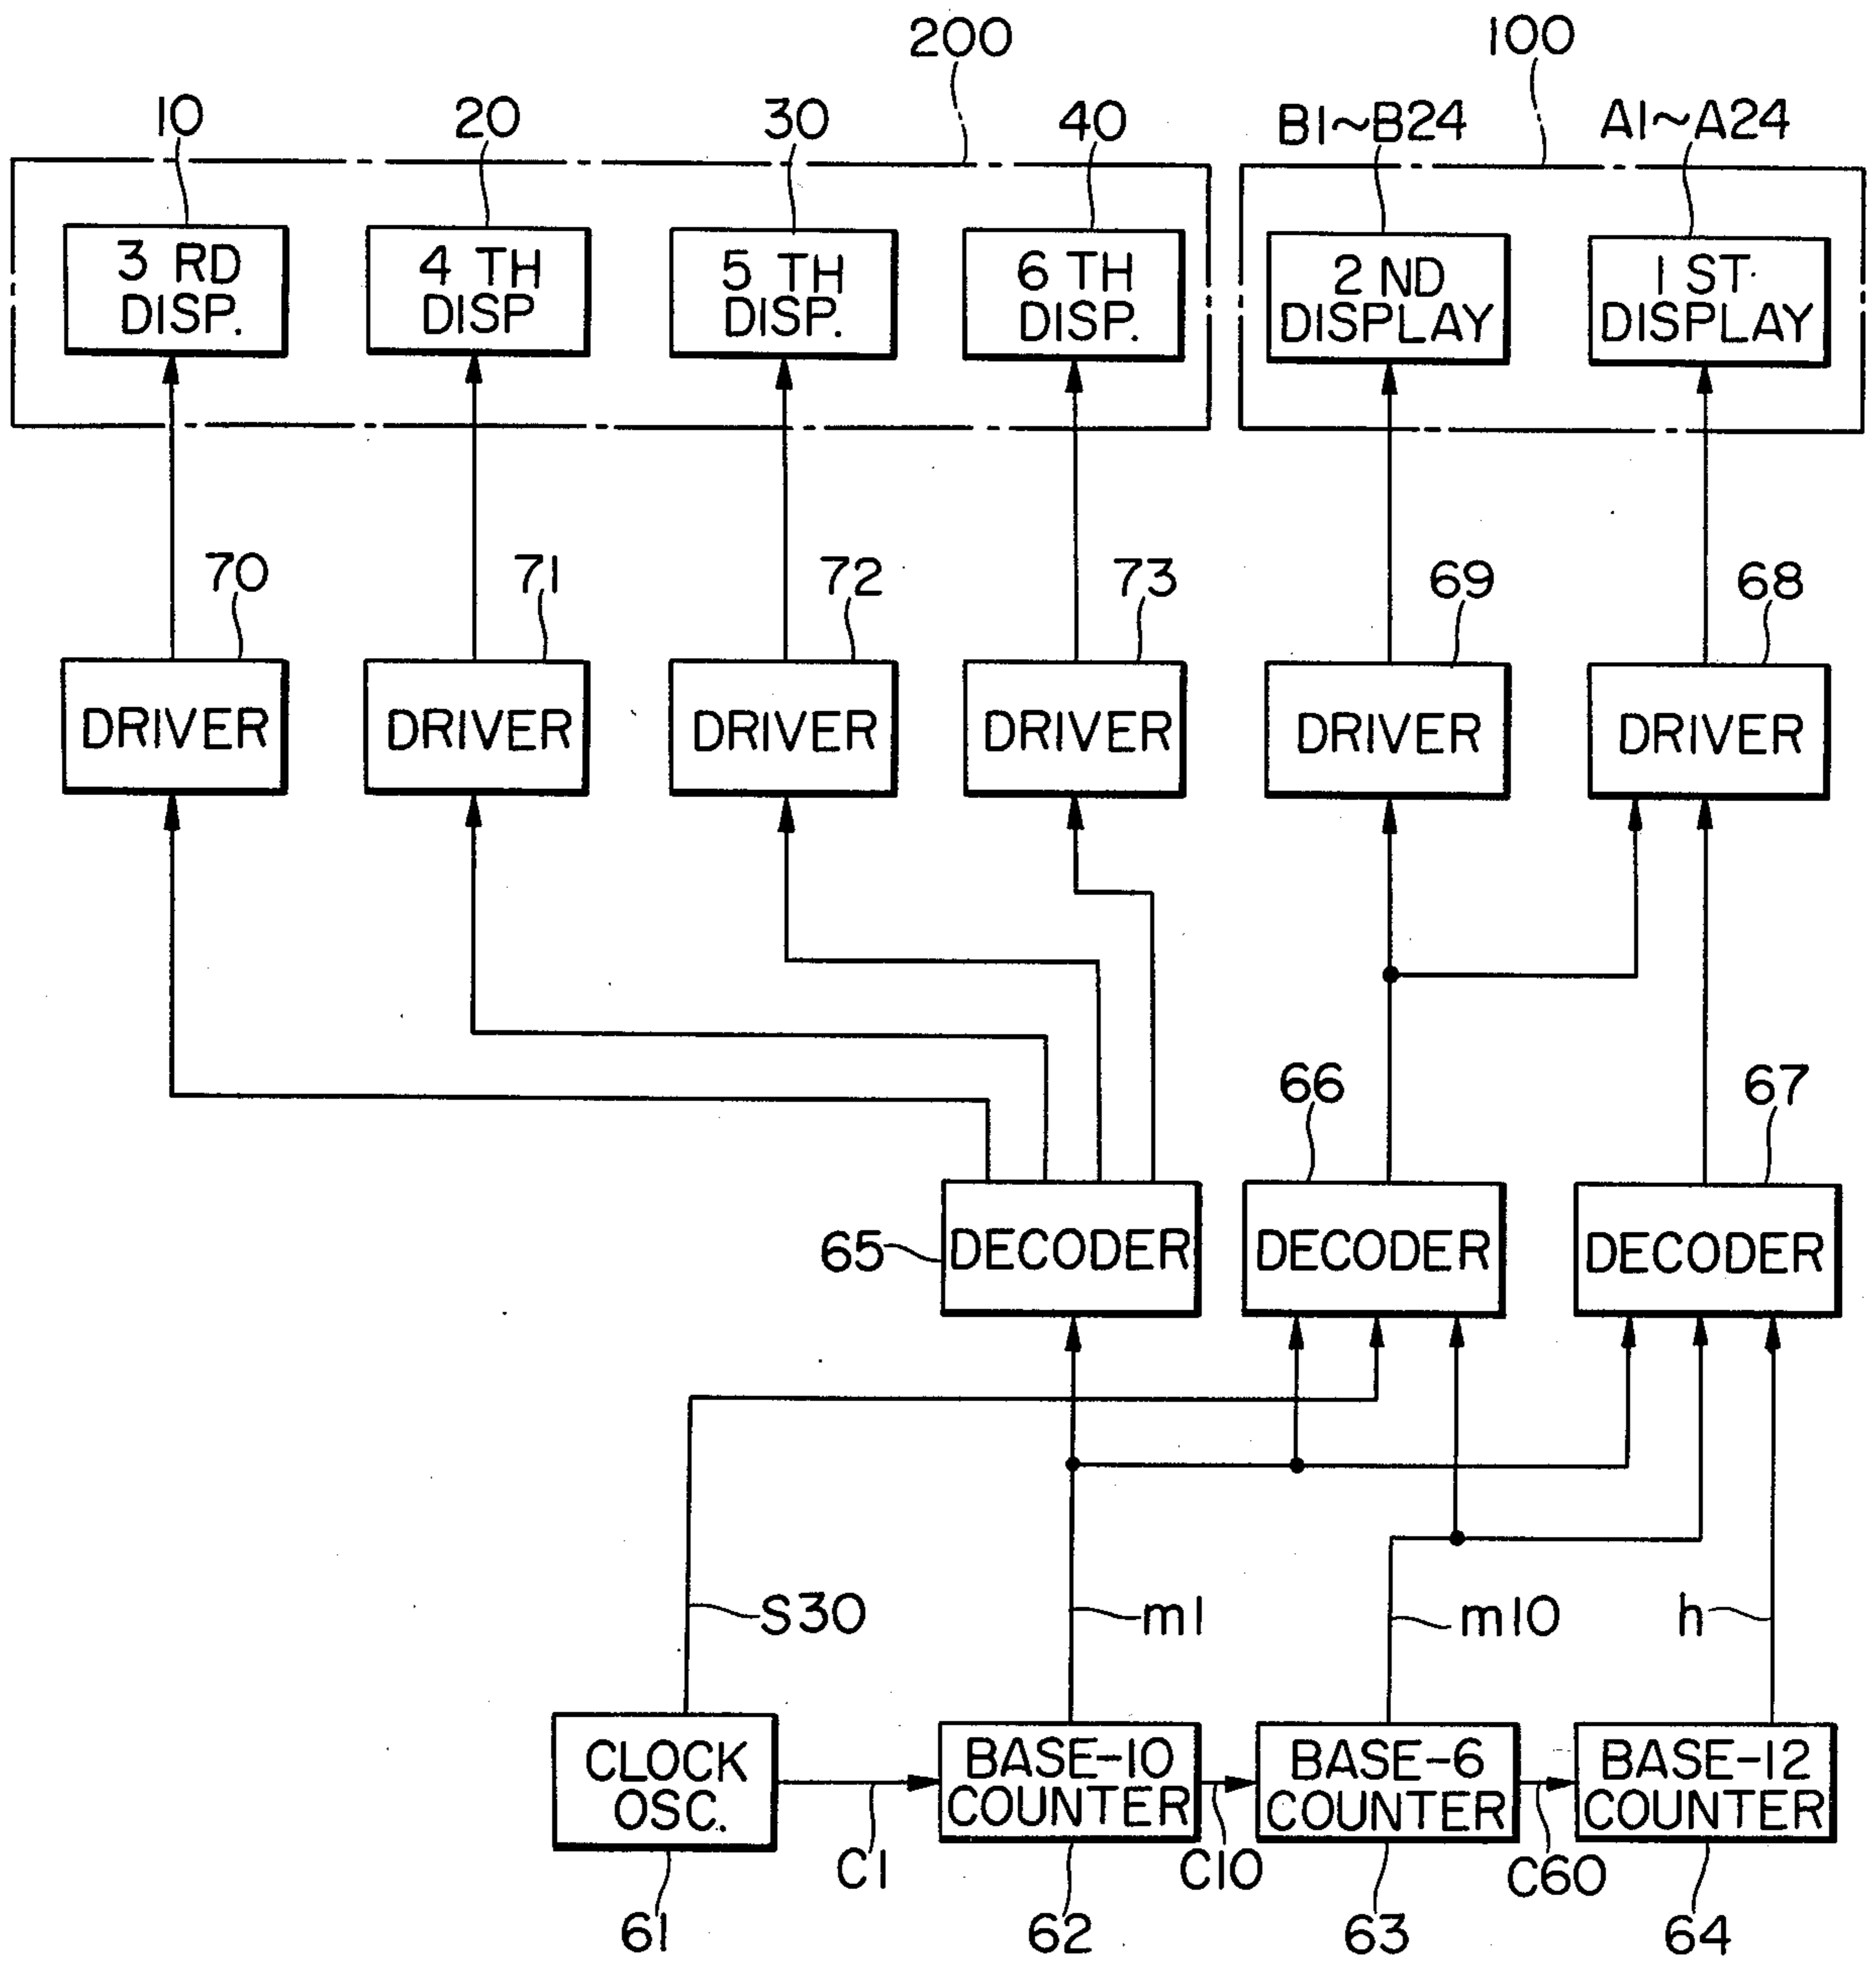 200
100
10
20
30
40
B1~B24
A1~A24
3 RD
DISP.
4 TH
DISP
5 TH
DISP.
6 TH
DISP.
2 ND
DISPLAY
1 ST.
DISPLAY
70
71
72
73
69
68
DRIVER
DRIVER
DRIVER
DRIVER
DRIVER
DRIVER
66
67
65
DECODER
DECODER
DECODER
S30
m1
m10
h
CLOCK
OSC.
BASE-10
COUNTER
BASE-6
COUNTER
BASE-12
COUNTER
C1
C10
C60
61
62
63
64